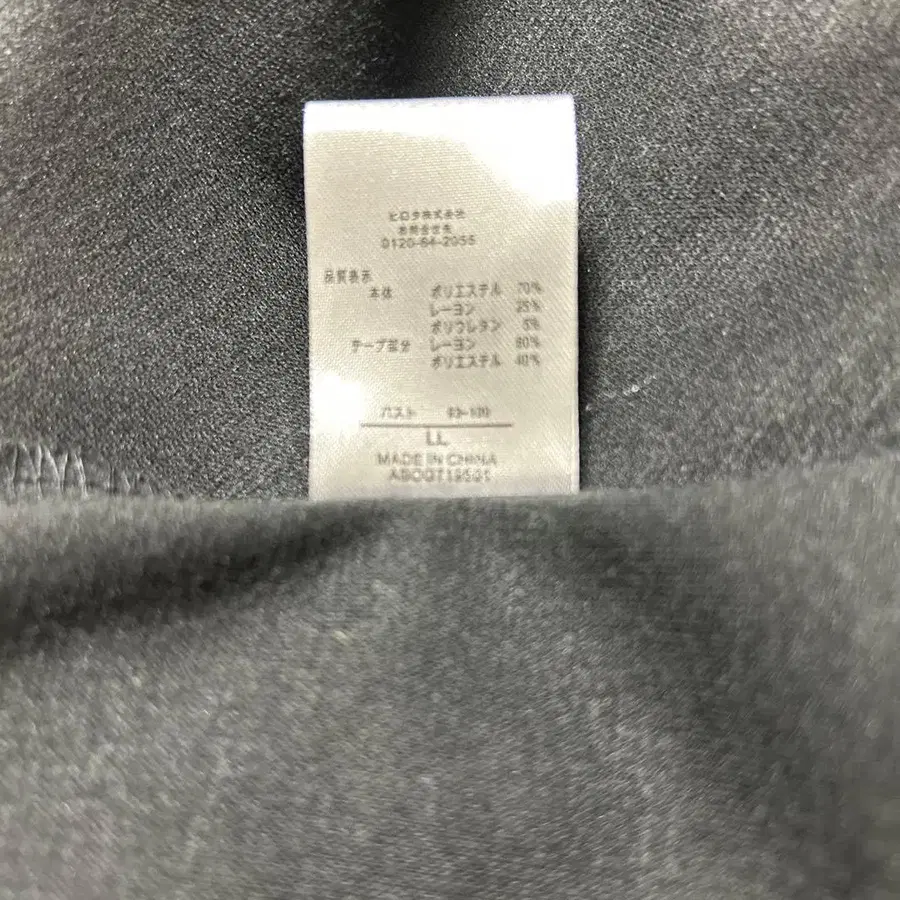 ヒロタ株式会社
お問合せ先
0120-64-2055
品質表示
本体 ポリエステル 70%
レーヨン 25%
ポリウレタン 5%
テープ部分 レーヨン 60%
ポリエステル 40%
バスト 93-100
LL
MADE IN CHINA